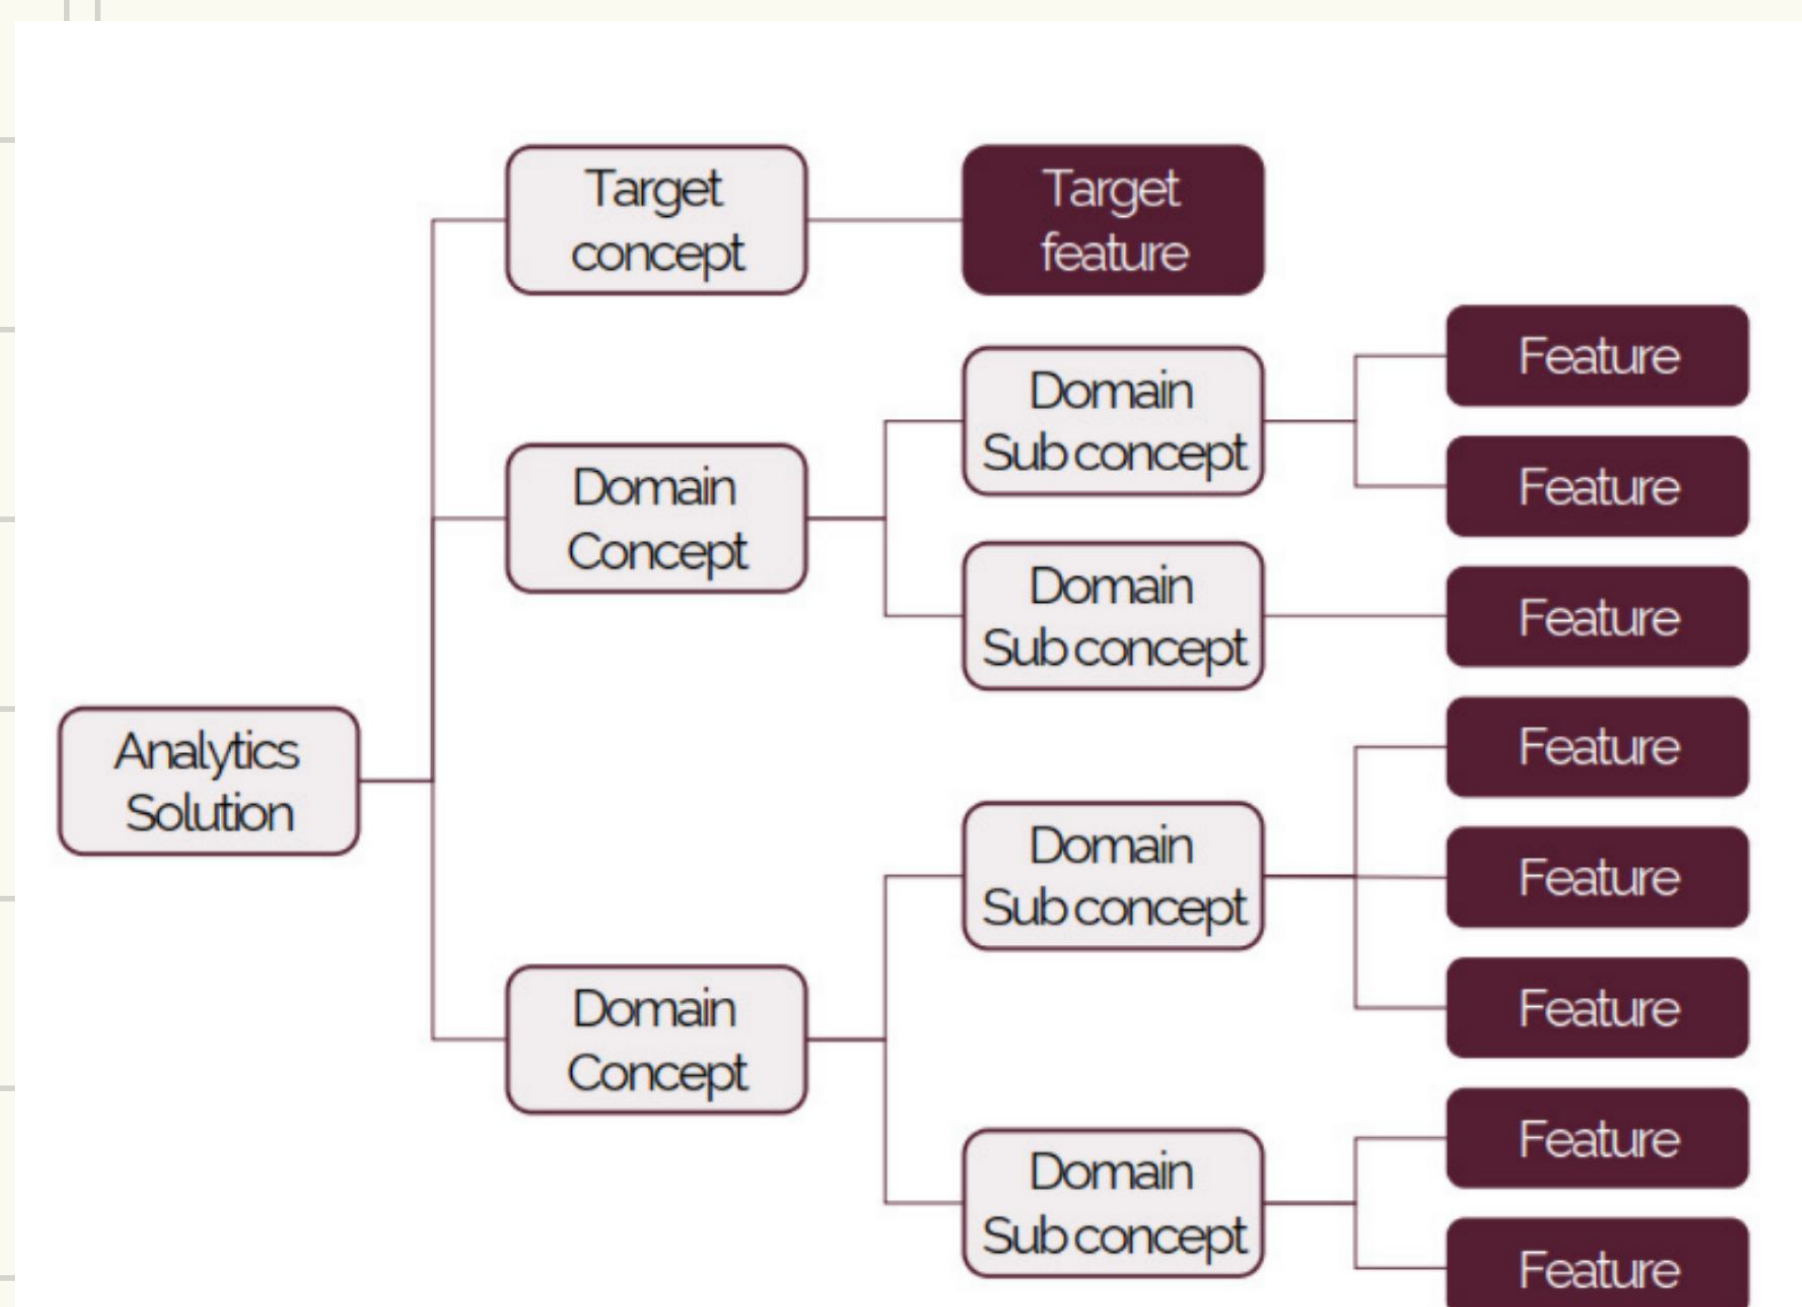 Target
concept
Target
feature
Feature
Domain
Sub concept
Feature
Domain
Concept
Domain
Sub concept
Feature
Analytics
Solution
Feature
Domain
Sub concept
Feature
Domain
Concept
Feature
Domain
Sub concept
Feature
Feature